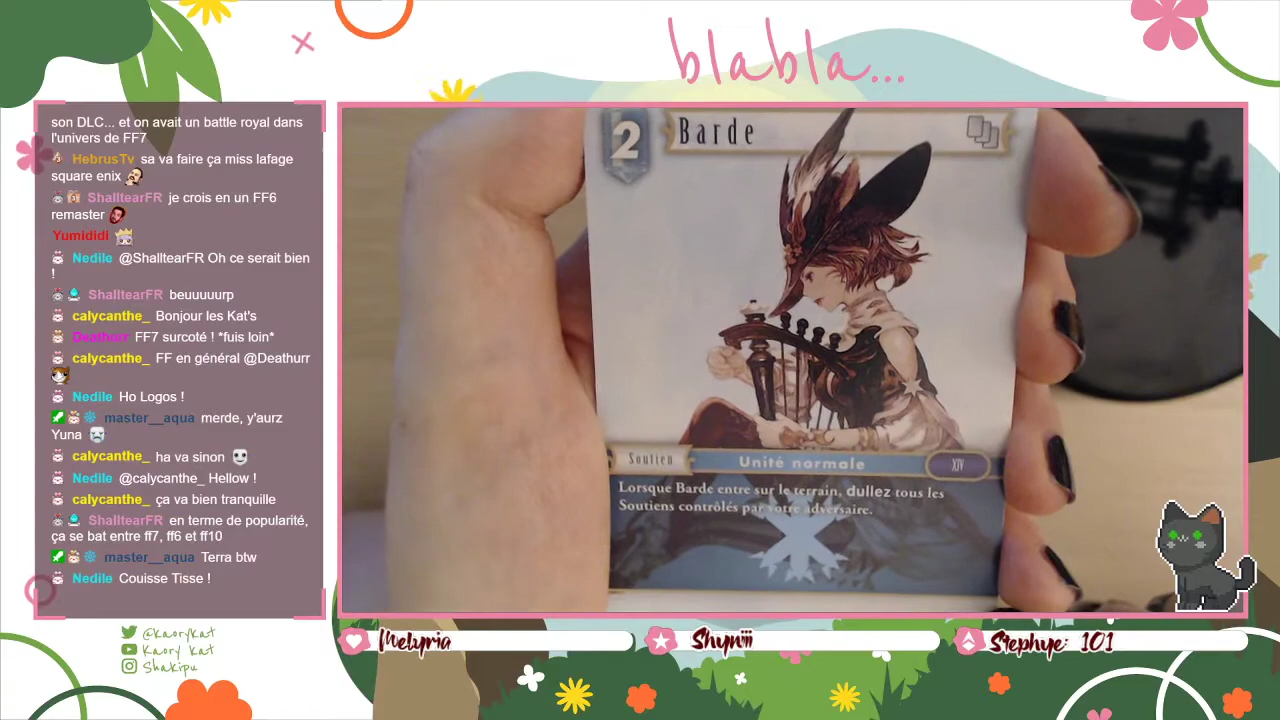 blabla...
son DLC... et on avait un battle royal dans
l'univers de FF7
HebrusTv sa va faire ça miss lafage
square enix
ShalltearFR je crois en un FF6
remaster
Yumididi
Nedile @ShalltearFR Oh ce serait bien
!
ShalltearFR beuuuurp
calycanthe_ Bonjour les Kat's
Deathurr FF7 surcoté ! *fuis loin*
calycanthe_ FF en général @Deathurr
Nedile Ho Logos !
master__aqua merde, y'aurz
Yuna
calycanthe_ ha va sinon
Nedile @calycanthe_ Hellow !
calycanthe_ ça va bien tranquille
ShalltearFR en terme de popularité,
ça se bat entre ff7, ff6 et ff10
master__aqua Terra btw
Nedile Couisse Tisse !
2 Barde
Soutien Unité normale XIV
Lorsque Barde entre sur le terrain, dullez tous les
Soutiens contrôlés par votre adversaire.
@kaorykat
kaory kat
Shakipu
Melyria
Shyniii
Stephye: 101